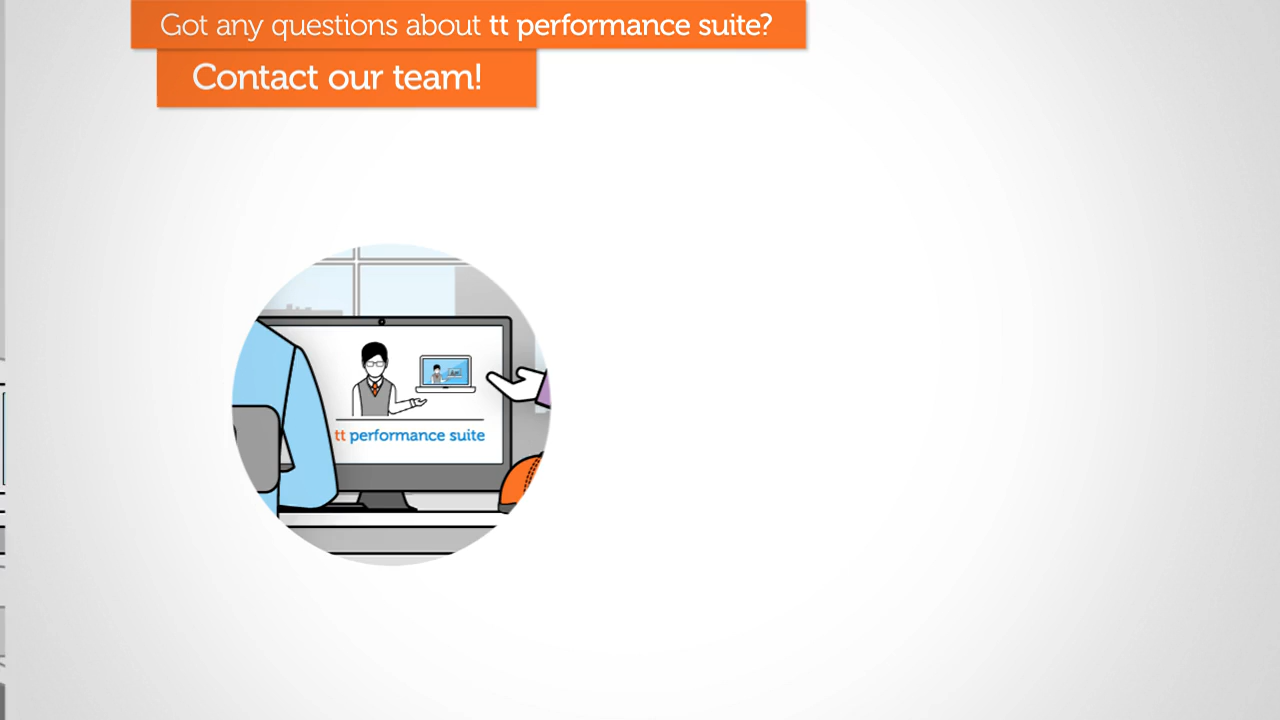 Got any questions about tt performance suite?
Contact our team!
tt performance suite